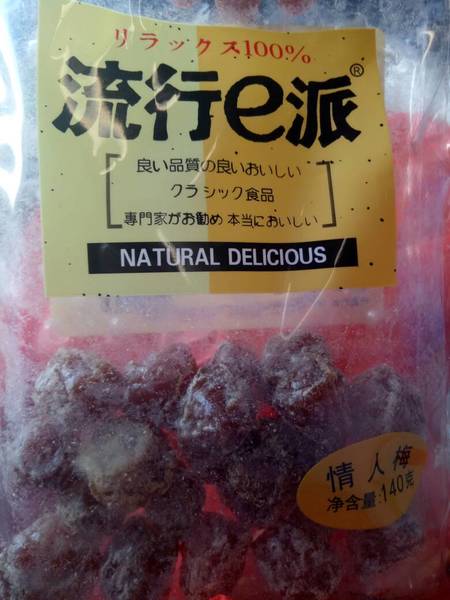 リラックス100%
流行e派®
良い品質の良いおいしい
クラシック食品
専門家がお勧め 本当においしい
NATURAL DELICIOUS
情人梅
净含量:140克